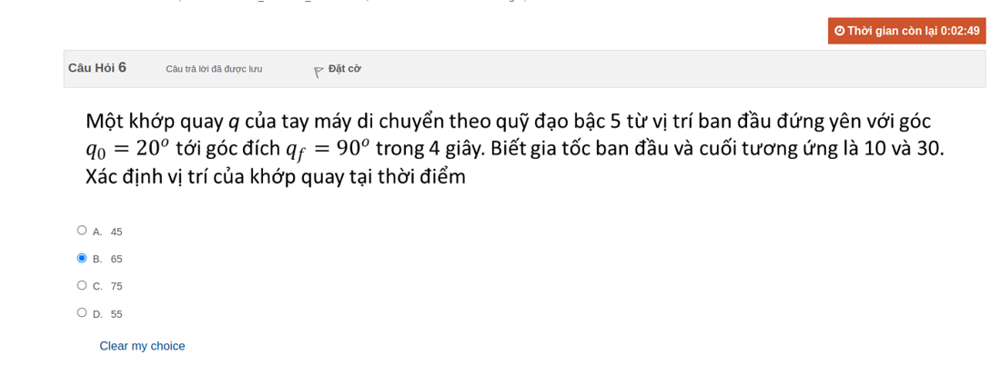 Thời gian còn lại 0:02:49
Câu Hỏi 6 Câu trả lời đã được lưu Đặt cờ
Một khớp quay q của tay máy di chuyển theo quỹ đạo bậc 5 từ vị trí ban đầu đứng yên với góc
q₀ = 20ᵒ tới góc đích q_f = 90ᵒ trong 4 giây. Biết gia tốc ban đầu và cuối tương ứng là 10 và 30.
Xác định vị trí của khớp quay tại thời điểm
A. 45
B. 65
C. 75
D. 55
Clear my choice